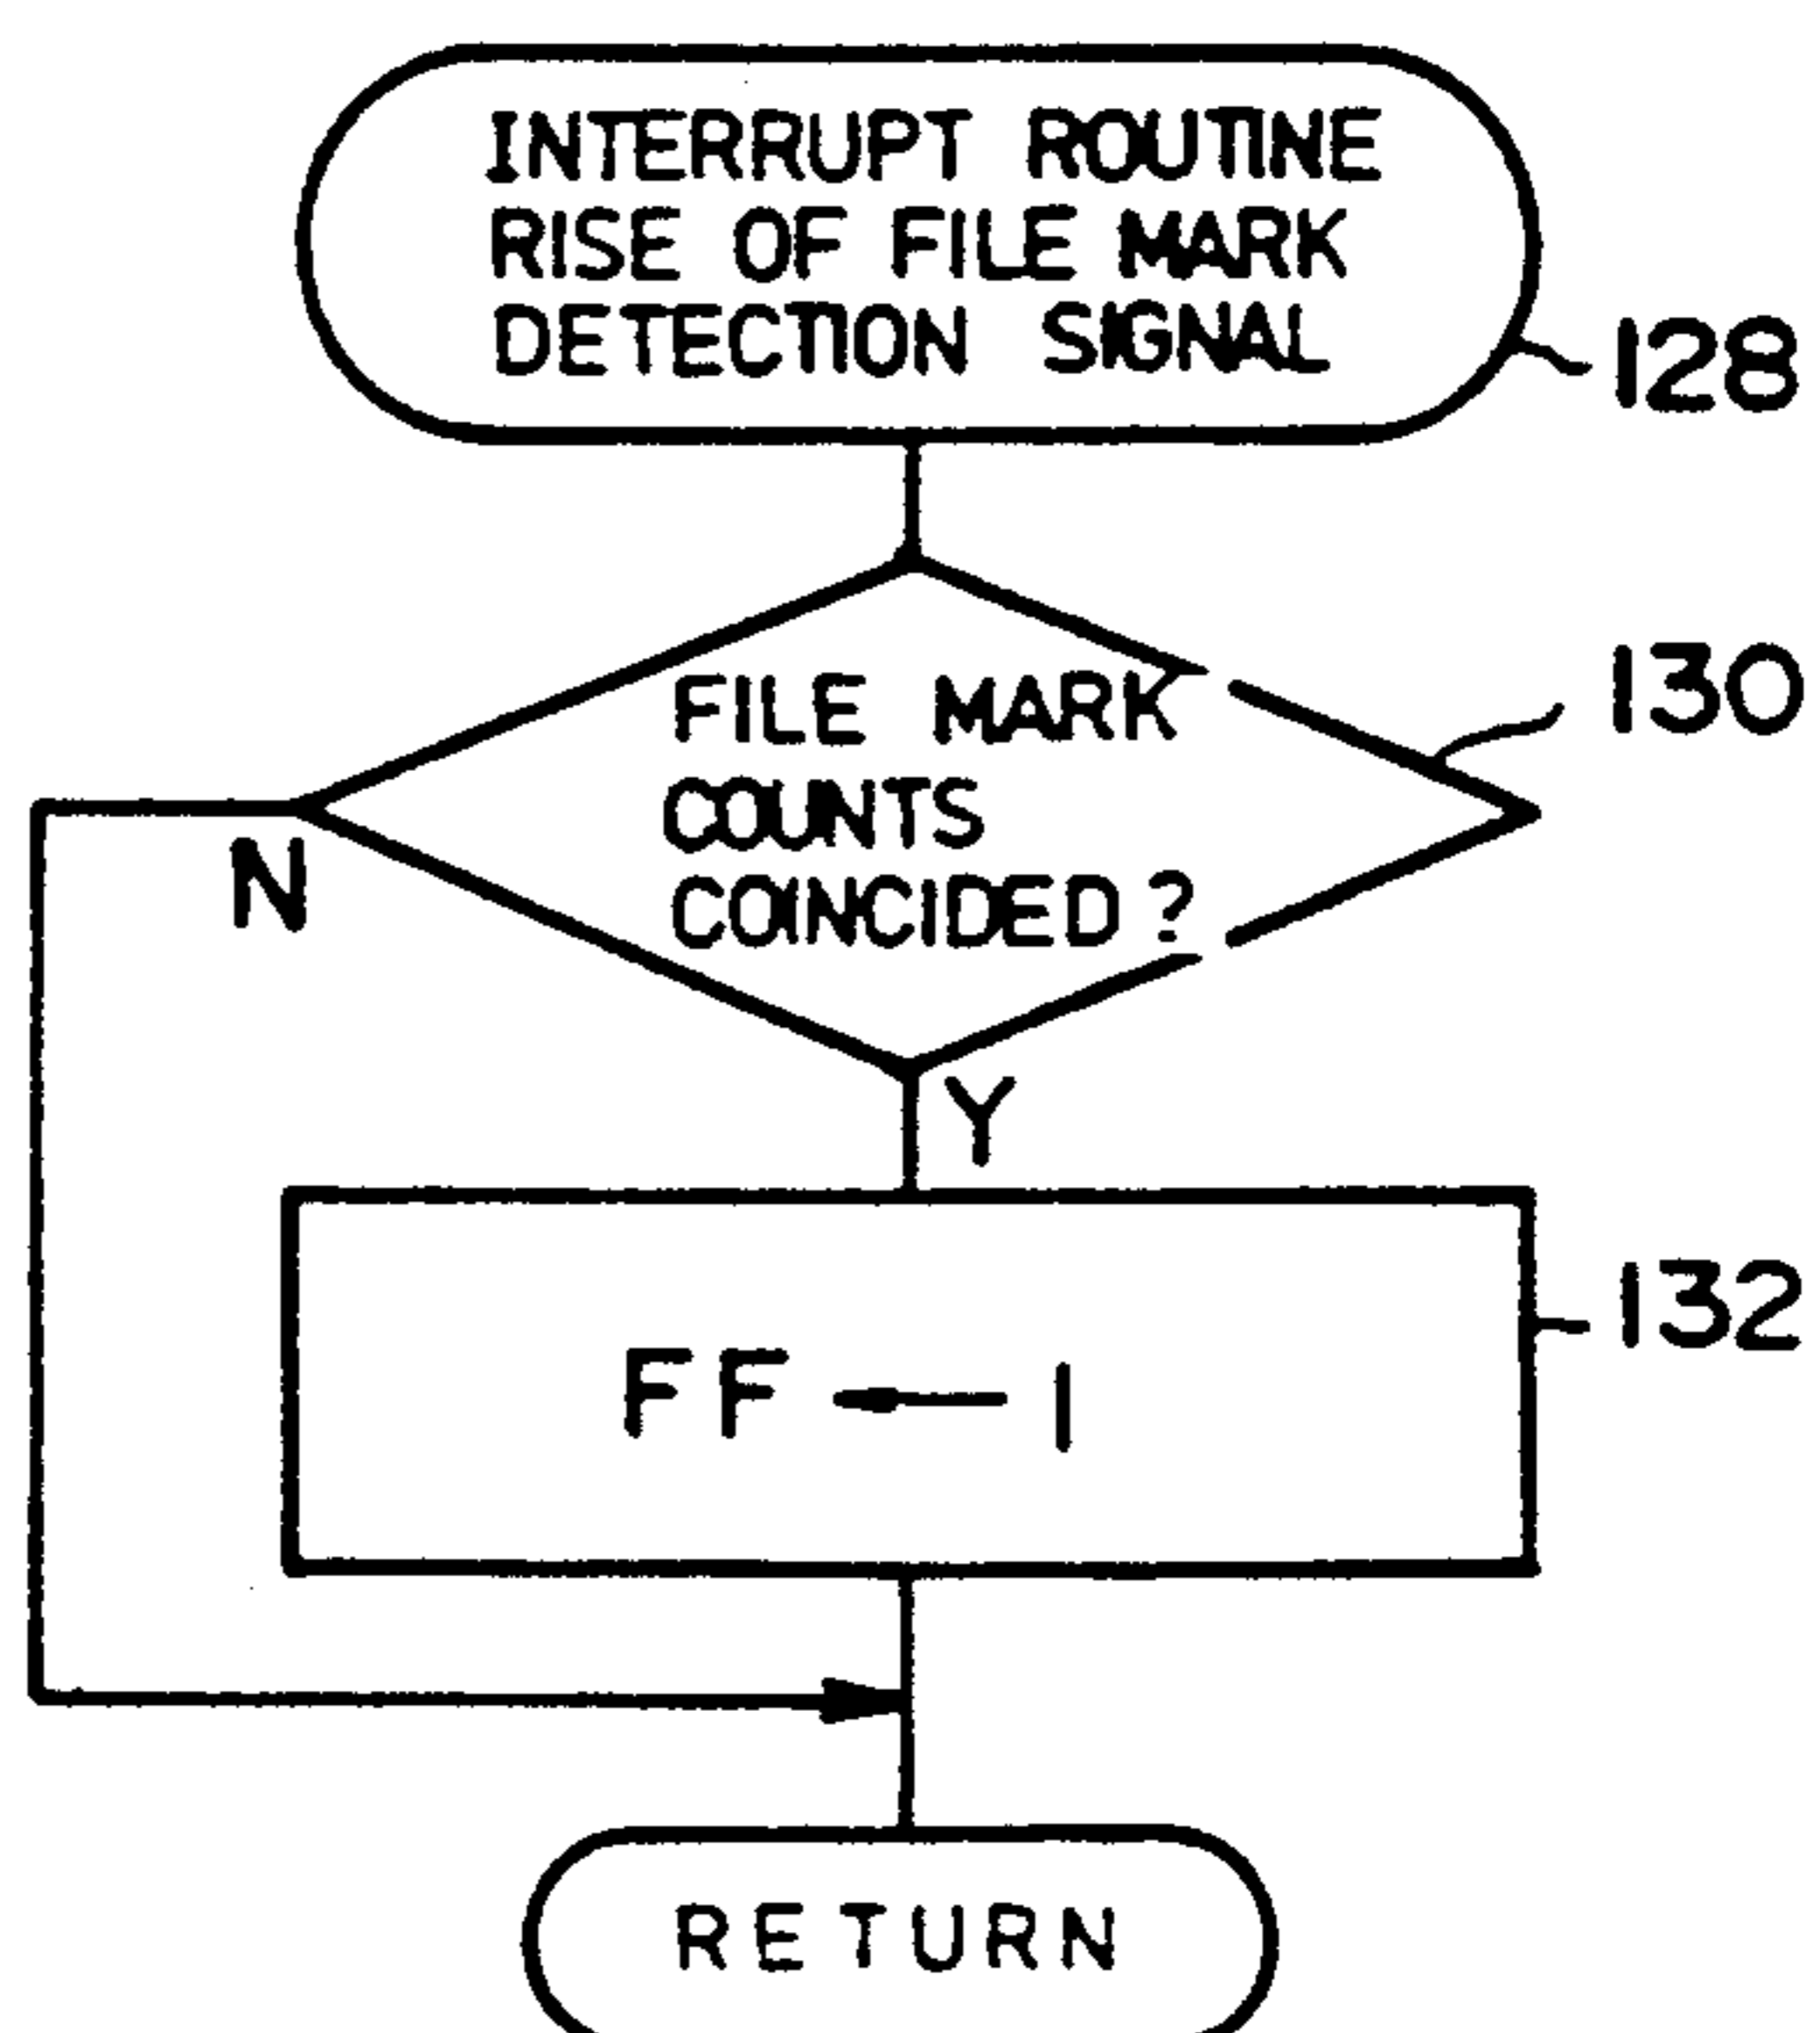 INTERRUPT ROUTINE
RISE OF FILE MARK
DETECTION SIGNAL
128
FILE MARK
COUNTS
COINCIDED ?
130
N
Y
FF ← 1
132
RETURN